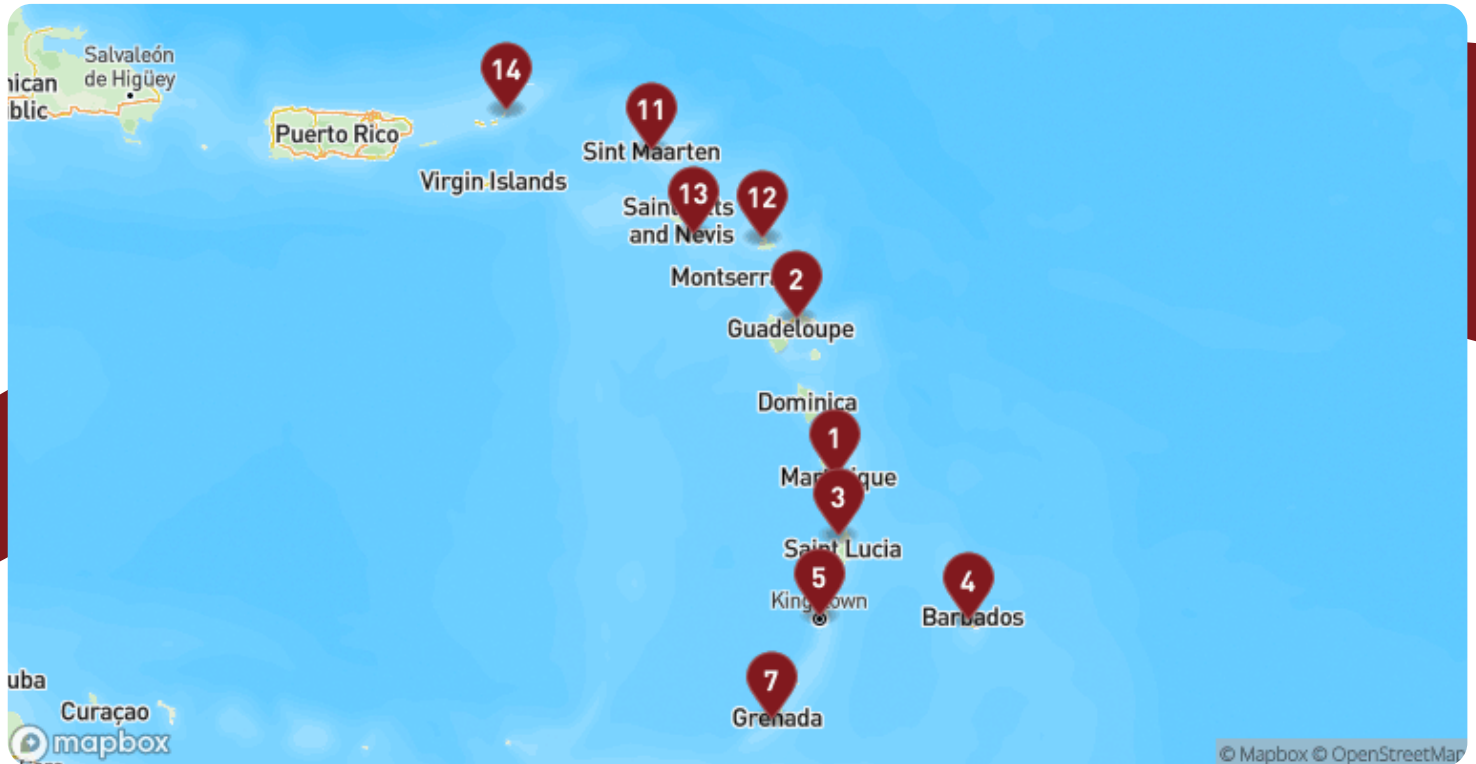 Salvaleón
de Higüey
14
11
Puerto Rico
Sint Maarten
Virgin Islands
13
12
and Nevis
2
Guadeloupe
Dominica
1
3
Saint Lucia
5
4
Barbados
7
Grenada
Curaçao
mapbox
© Mapbox © OpenStreetMap